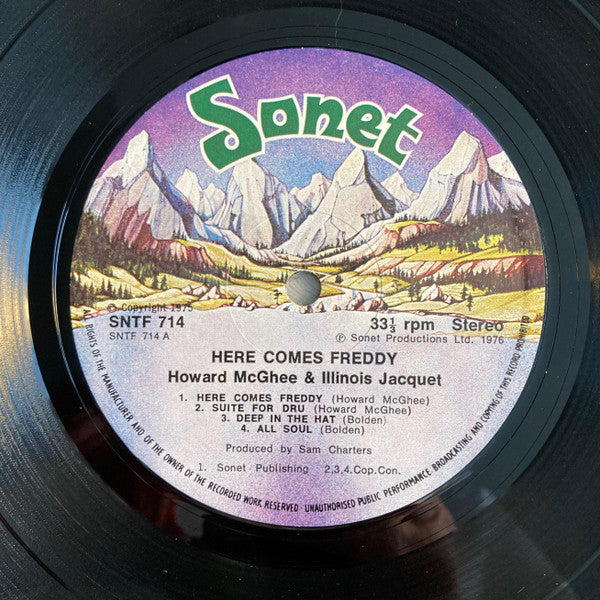 Sonet
© Copyright 1975
SNTF 714
SNTF 714 A
33⅓ rpm Stereo
℗ Sonet Productions Ltd. 1976
HERE COMES FREDDY
Howard McGhee & Illinois Jacquet
1. HERE COMES FREDDY (Howard McGhee)
2. SUITE FOR DRU (Howard McGhee)
3. DEEP IN THE HAT (Bolden)
4. ALL SOUL (Bolden)
Produced by Sam Charters
1. Sonet Publishing 2,3,4.Cop.Con.
ALL RIGHTS OF THE MANUFACTURER AND OF THE OWNER OF THE RECORDED WORK RESERVED · UNAUTHORISED PUBLIC PERFORMANCE, BROADCASTING AND COPYING OF THIS RECORD PROHIBITED